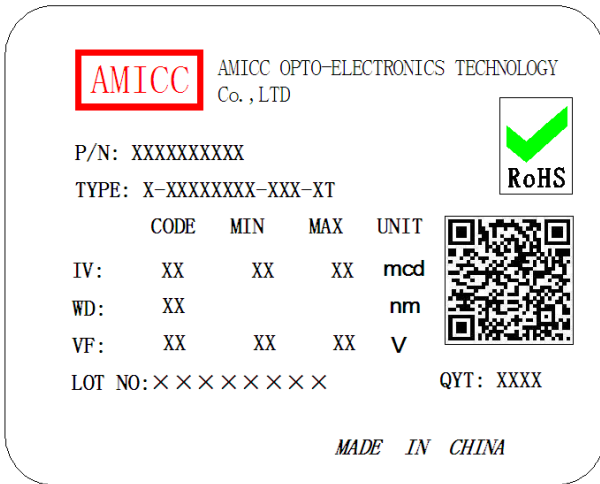 AMICC
AMICC OPTO-ELECTRONICS TECHNOLOGY
Co.,LTD
RoHS
P/N: XXXXXXXXXX
TYPE: X-XXXXXXXX-XXX-XT
CODE MIN MAX UNIT
IV: XX XX XX mcd
WD: XX nm
VF: XX XX XX V
LOT NO:××××××××
QYT: XXXX
MADE IN CHINA